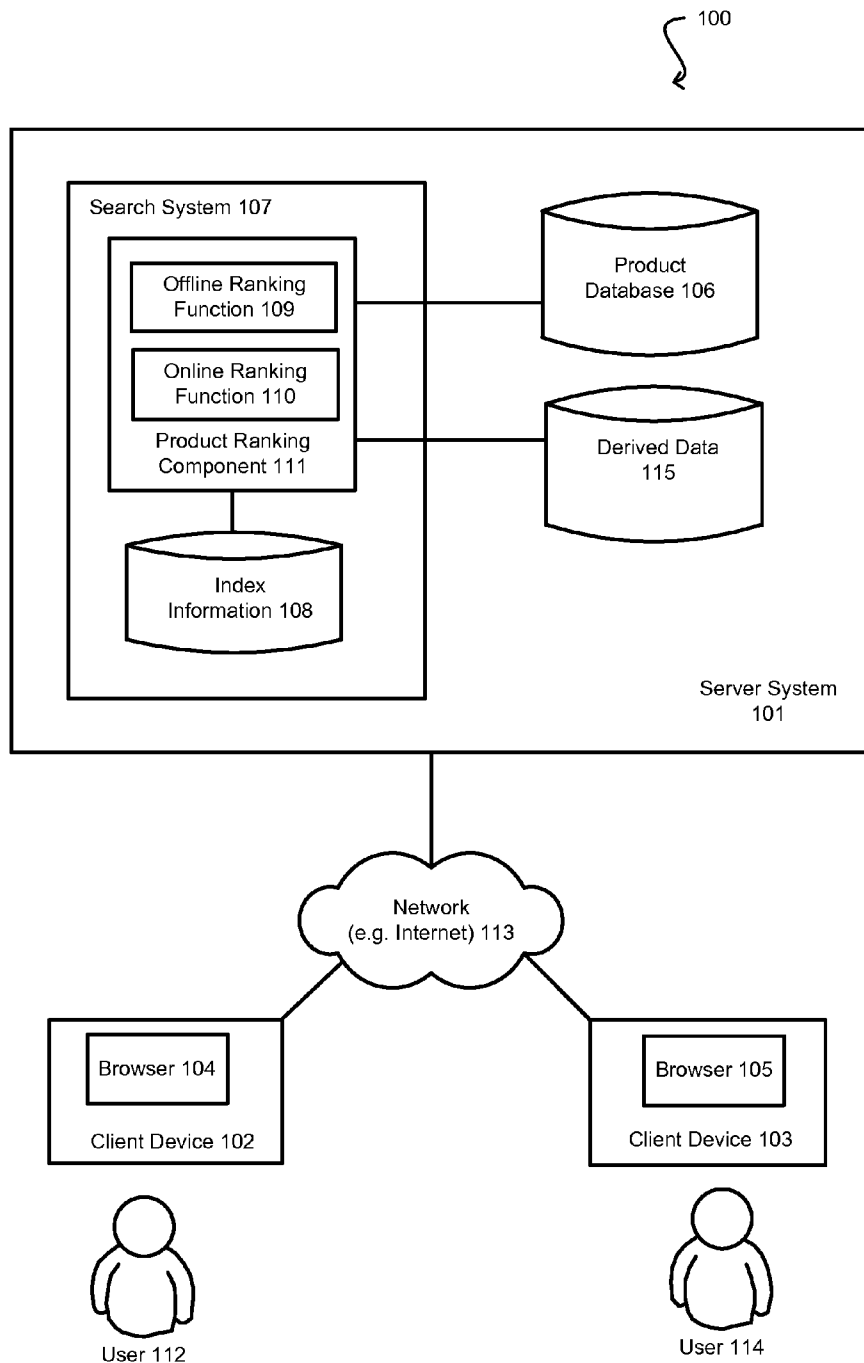 100
Search System 107
Offline Ranking
Function 109
Online Ranking
Function 110
Product Ranking
Component 111
Index
Information 108
Product
Database 106
Derived Data
115
Server System
101
Network
(e.g. Internet) 113
Browser 104
Client Device 102
Browser 105
Client Device 103
User 112
User 114